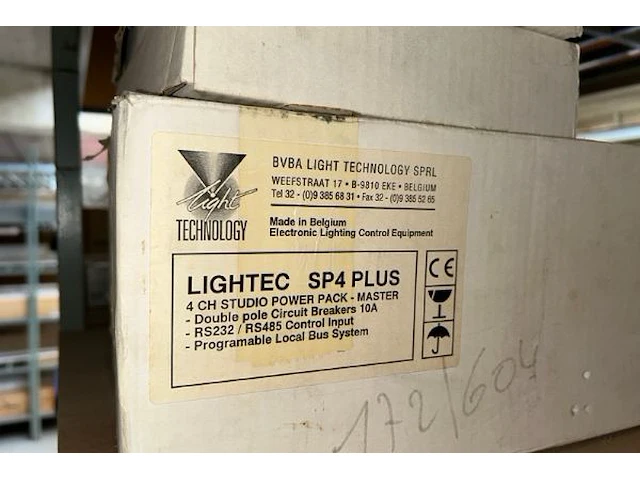 BVBA LIGHT TECHNOLOGY SPRL
WEEFSTRAAT 17 • B-9810 EKE • BELGIUM
Tel 32 - (0)9 385 68 31 • Fax 32 - (0)9 385 52 65
Light
TECHNOLOGY
Made in Belgium
Electronic Lighting Control Equipment
LIGHTEC SP4 PLUS
4 CH STUDIO POWER PACK - MASTER
- Double pole Circuit Breakers 10A
- RS232 / RS485 Control Input
- Programable Local Bus System
CE
172/604